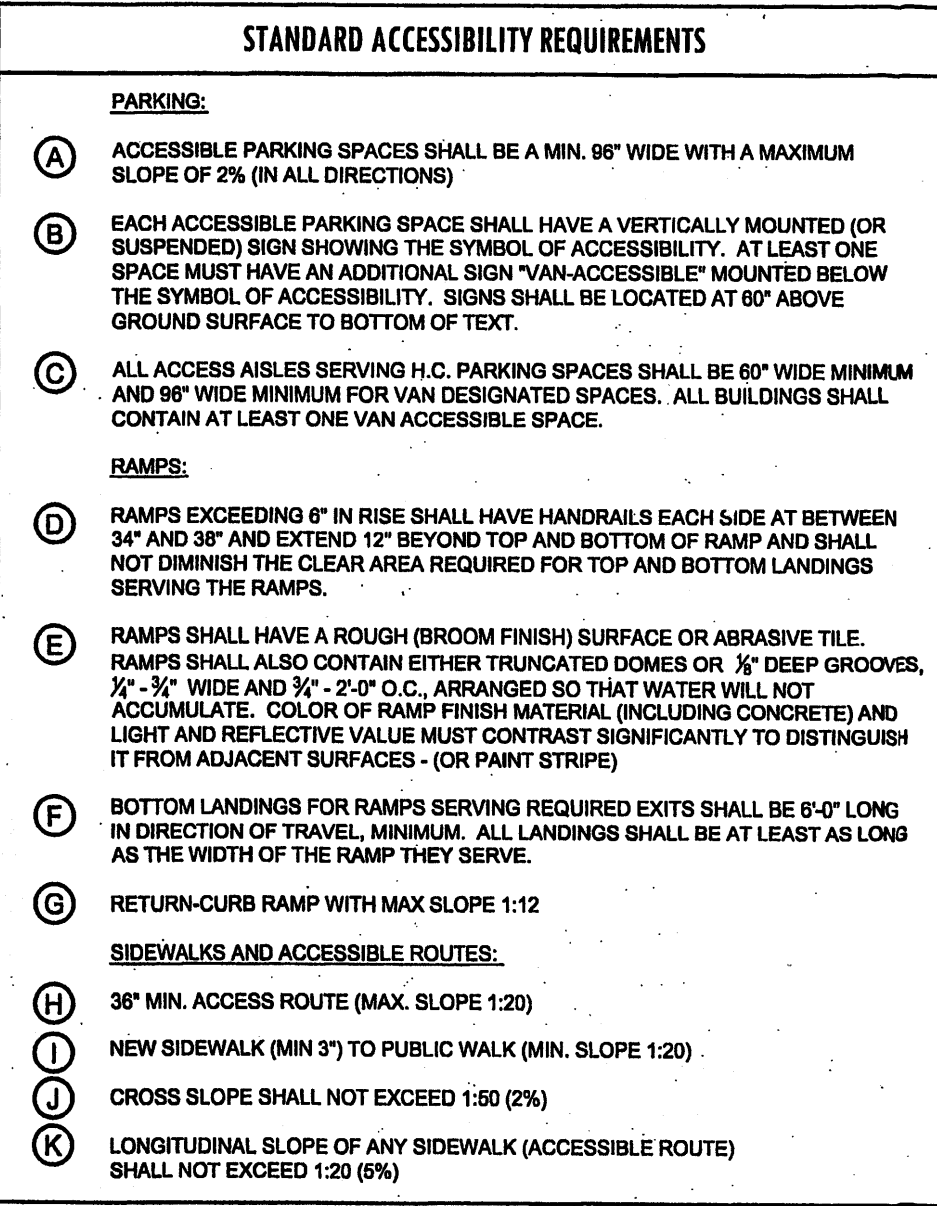 STANDARD ACCESSIBILITY REQUIREMENTS
PARKING:
A ACCESSIBLE PARKING SPACES SHALL BE A MIN. 96" WIDE WITH A MAXIMUM
SLOPE OF 2% (IN ALL DIRECTIONS)
B EACH ACCESSIBLE PARKING SPACE SHALL HAVE A VERTICALLY MOUNTED (OR
SUSPENDED) SIGN SHOWING THE SYMBOL OF ACCESSIBILITY. AT LEAST ONE
SPACE MUST HAVE AN ADDITIONAL SIGN "VAN-ACCESSIBLE" MOUNTED BELOW
THE SYMBOL OF ACCESSIBILITY. SIGNS SHALL BE LOCATED AT 60" ABOVE
GROUND SURFACE TO BOTTOM OF TEXT.
C ALL ACCESS AISLES SERVING H.C. PARKING SPACES SHALL BE 60" WIDE MINIMUM
AND 96" WIDE MINIMUM FOR VAN DESIGNATED SPACES. ALL BUILDINGS SHALL
CONTAIN AT LEAST ONE VAN ACCESSIBLE SPACE.
RAMPS:
D RAMPS EXCEEDING 6" IN RISE SHALL HAVE HANDRAILS EACH SIDE AT BETWEEN
34" AND 38" AND EXTEND 12" BEYOND TOP AND BOTTOM OF RAMP AND SHALL
NOT DIMINISH THE CLEAR AREA REQUIRED FOR TOP AND BOTTOM LANDINGS
SERVING THE RAMPS.
E RAMPS SHALL HAVE A ROUGH (BROOM FINISH) SURFACE OR ABRASIVE TILE.
RAMPS SHALL ALSO CONTAIN EITHER TRUNCATED DOMES OR ⅛" DEEP GROOVES,
¼" - ¾" WIDE AND ¾" - 2'-0" O.C., ARRANGED SO THAT WATER WILL NOT
ACCUMULATE. COLOR OF RAMP FINISH MATERIAL (INCLUDING CONCRETE) AND
LIGHT AND REFLECTIVE VALUE MUST CONTRAST SIGNIFICANTLY TO DISTINGUISH
IT FROM ADJACENT SURFACES - (OR PAINT STRIPE)
F BOTTOM LANDINGS FOR RAMPS SERVING REQUIRED EXITS SHALL BE 6'-0" LONG
IN DIRECTION OF TRAVEL, MINIMUM. ALL LANDINGS SHALL BE AT LEAST AS LONG
AS THE WIDTH OF THE RAMP THEY SERVE.
G RETURN-CURB RAMP WITH MAX SLOPE 1:12
SIDEWALKS AND ACCESSIBLE ROUTES:
H 36" MIN. ACCESS ROUTE (MAX. SLOPE 1:20)
I NEW SIDEWALK (MIN 3") TO PUBLIC WALK (MIN. SLOPE 1:20)
J CROSS SLOPE SHALL NOT EXCEED 1:50 (2%)
K LONGITUDINAL SLOPE OF ANY SIDEWALK (ACCESSIBLE ROUTE)
SHALL NOT EXCEED 1:20 (5%)